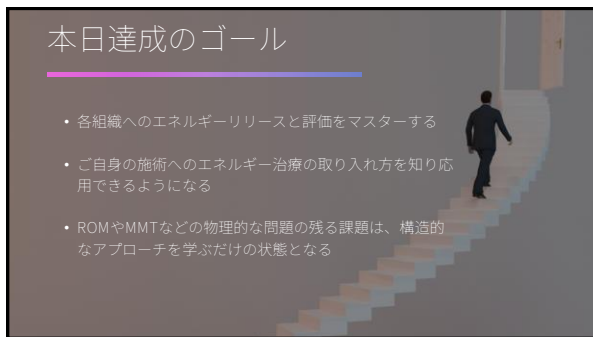 本日達成のゴール
• 各組織へのエネルギーリリースと評価をマスターする
• ご自身の施術へのエネルギー治療の取り入れ方を知り応
用できるようになる
• ROMやMMTなどの物理的な問題の残る課題は、構造的
なアプローチを学ぶだけの状態となる